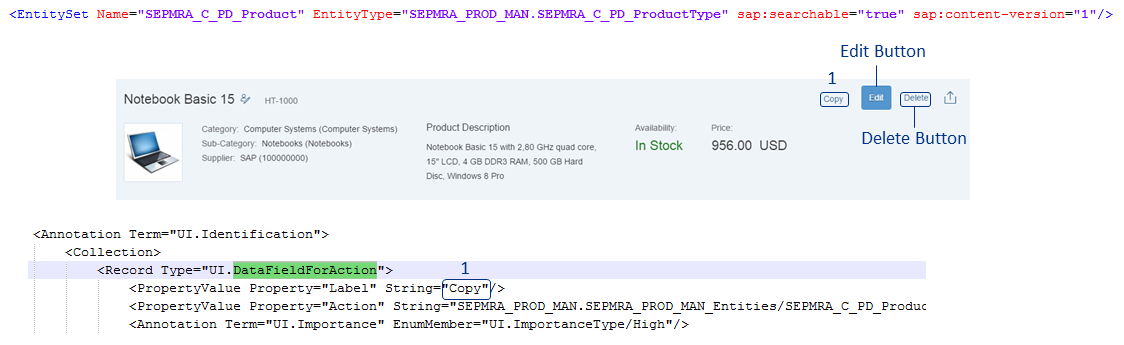 <EntitySet Name="SEPMRA_C_PD_Product" EntityType="SEPMRA_PROD_MAN.SEPMRA_C_PD_ProductType" sap:searchable="true" sap:content-version="1"/>
Edit Button
1
Notebook Basic 15 HT-1000 Copy Edit Delete
Delete Button
Category: Computer Systems (Computer Systems)
Sub-Category: Notebooks (Notebooks)
Supplier: SAP (100000000)
Product Description
Notebook Basic 15 with 2,80 GHz quad core,
15" LCD, 4 GB DDR3 RAM, 500 GB Hard
Disc, Windows 8 Pro
Availability:
In Stock
Price:
956.00 USD
<Annotation Term="UI.Identification">
<Collection>
<Record Type="UI.DataFieldForAction">
1
<PropertyValue Property="Label" String="Copy"/>
<PropertyValue Property="Action" String="SEPMRA_PROD_MAN.SEPMRA_PROD_MAN_Entities/SEPMRA_C_PD_Produc
<Annotation Term="UI.Importance" EnumMember="UI.ImportanceType/High"/>